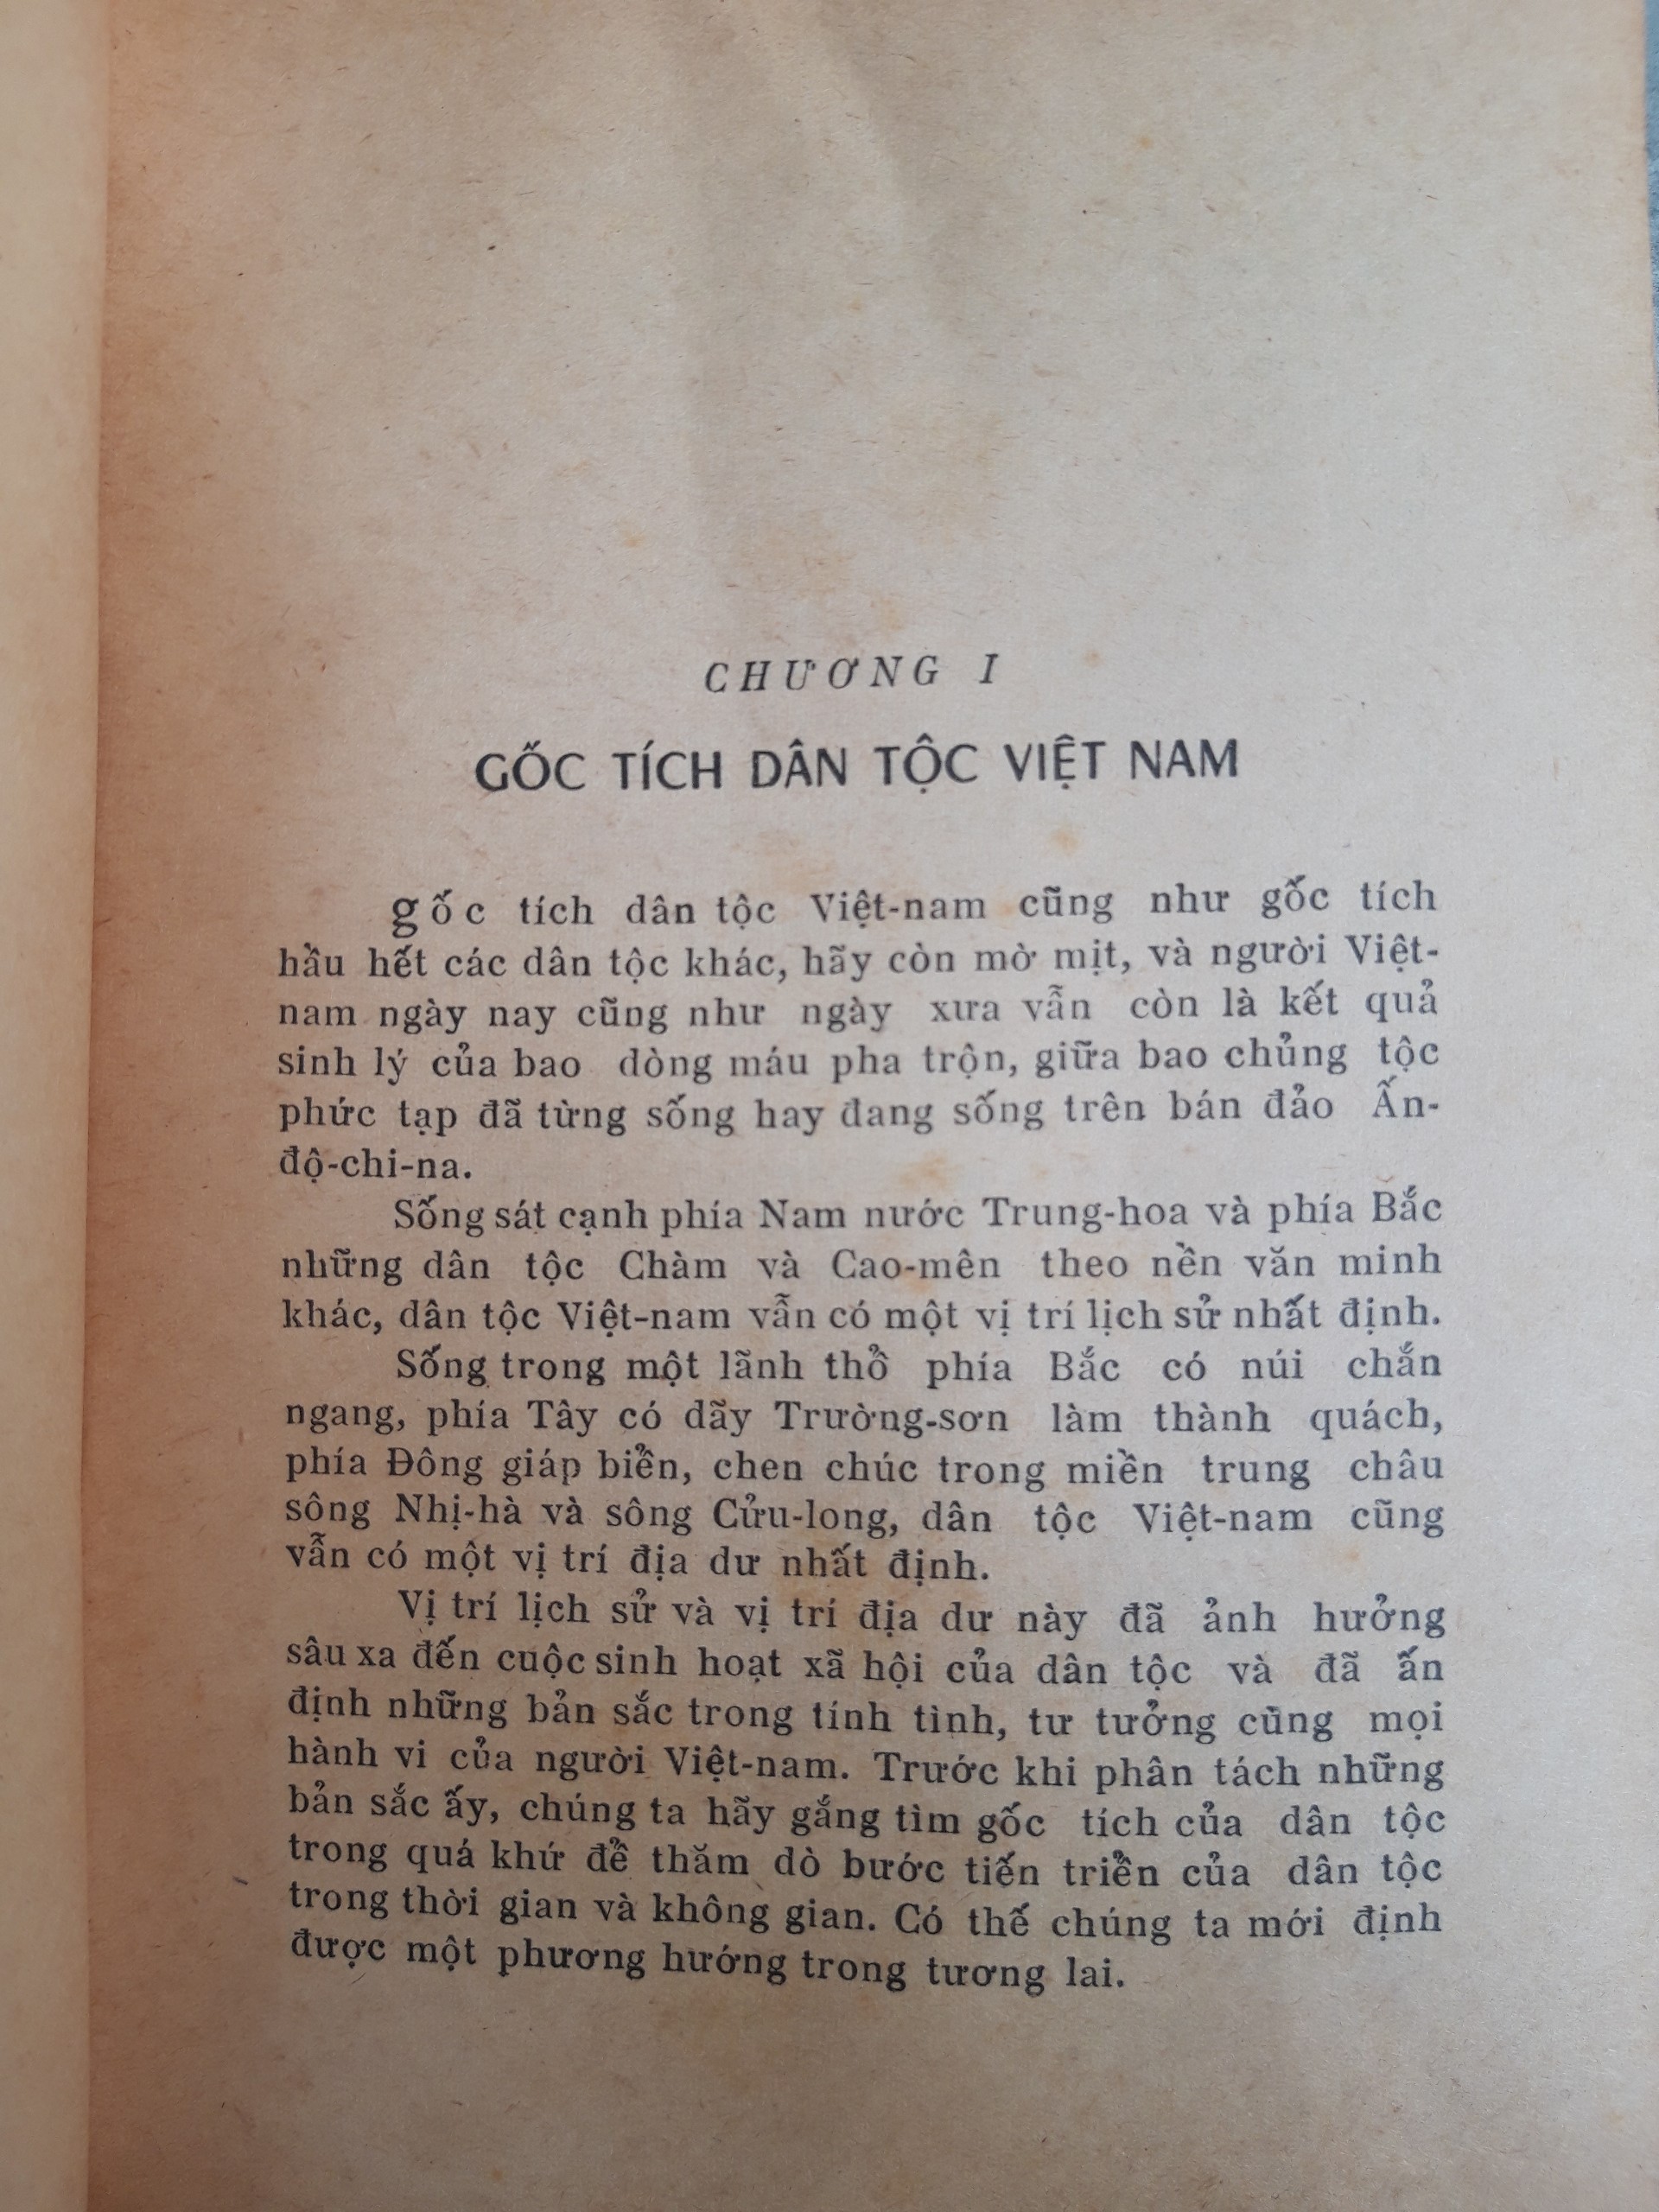 CHƯƠNG I
GỐC TÍCH DÂN TỘC VIỆT NAM
gốc tích dân tộc Việt-nam cũng như gốc tích
hầu hết các dân tộc khác, hãy còn mờ mịt, và người Việt-
nam ngày nay cũng như ngày xưa vẫn còn là kết quả
sinh lý của bao dòng máu pha trộn, giữa bao chủng tộc
phức tạp đã từng sống hay đang sống trên bán đảo Ấn-
độ-chi-na.
Sống sát cạnh phía Nam nước Trung-hoa và phía Bắc
những dân tộc Chàm và Cao-mên theo nền văn minh
khác, dân tộc Việt-nam vẫn có một vị trí lịch sử nhất định.
Sống trong một lãnh thổ phía Bắc có núi chắn
ngang, phía Tây có dãy Trường-sơn làm thành quách,
phía Đông giáp biển, chen chúc trong miền trung châu
sông Nhị-hà và sông Cửu-long, dân tộc Việt-nam cũng
vẫn có một vị trí địa dư nhất định.
Vị trí lịch sử và vị trí địa dư này đã ảnh hưởng
sâu xa đến cuộc sinh hoạt xã hội của dân tộc và đã ấn
định những bản sắc trong tính tình, tư tưởng cùng mọi
hành vi của người Việt-nam. Trước khi phân tách những
bản sắc ấy, chúng ta hãy gắng tìm gốc tích của dân tộc
trong quá khứ để thăm dò bước tiến triển của dân tộc
trong thời gian và không gian. Có thế chúng ta mới định
được một phương hướng trong tương lai.